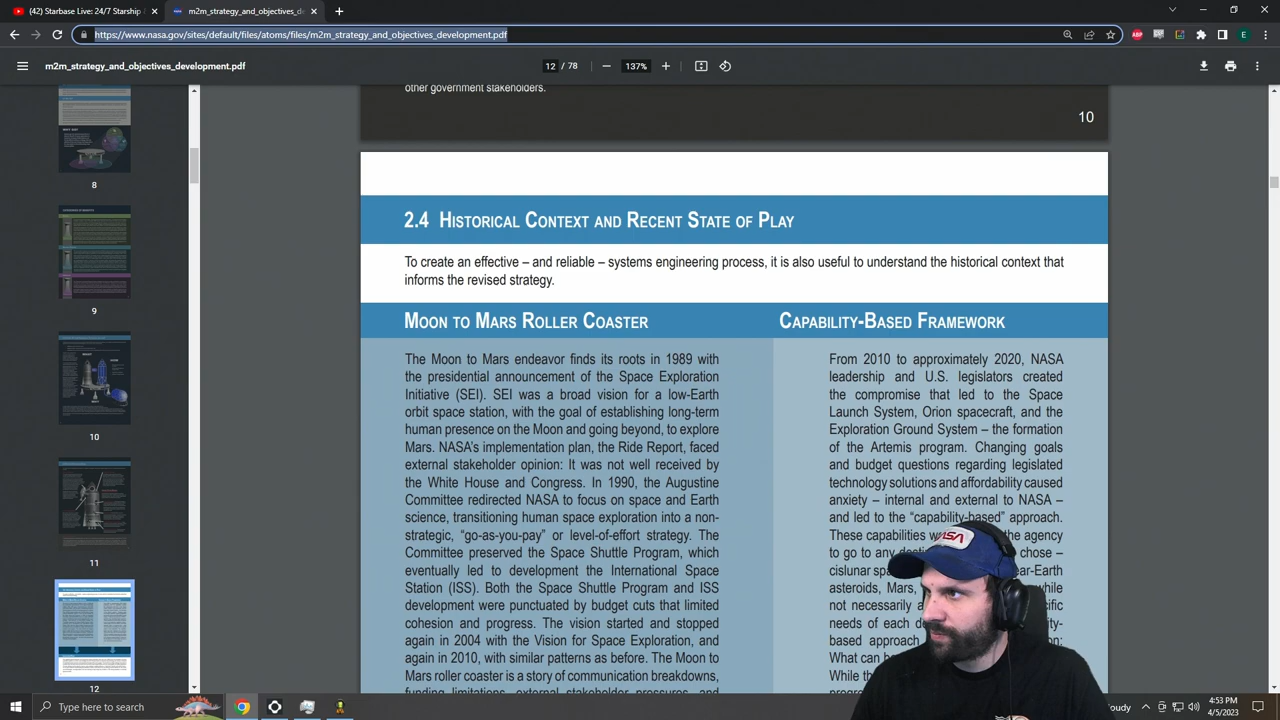 (42) Starbase Live: 24/7 Starship
m2m_strategy_and_objectives_de
https://www.nasa.gov/sites/default/files/atoms/files/m2m_strategy_and_objectives_development.pdf
ABP
E
m2m_strategy_and_objectives_development.pdf
12 / 78
137%
8
9
10
11
12
other government stakeholders.
10
2.4 Historical Context and Recent State of Play
To create an effective – and reliable – systems engineering process, it is also useful to understand the historical context that
informs the revised strategy.
Moon to Mars Roller Coaster
The Moon to Mars endeavor finds its roots in 1989 with
the presidential announcement of the Space Exploration
Initiative (SEI). SEI was a broad vision for a low-Earth
orbit space station, with the goal of establishing long-term
human presence on the Moon and going beyond, to explore
Mars. NASA's implementation plan, the Ride Report, faced
external stakeholder opinion: It was not well received by
the White House and Congress. In 1990, the Augustine
Committee redirected NASA to focus on space and Earth
science, transitioning human space exploration into a non-
strategic, “go-as-you-pay” or level-of-effort strategy. The
Committee preserved the Space Shuttle Program, which
eventually led to development the International Space
Station (ISS). Both the Space Shuttle Program and ISS
development were punctuated by budget cuts that limited
cohesion and progress. The vision started and stopped
again in 2004 with the Vision for Space Exploration, and
again in 2010, with similar patterns as before. The Moon to
Mars roller coaster is a story of communication breakdowns,
funding limitations, external stakeholder pressures, and
Capability-Based Framework
From 2010 to approximately 2020, NASA
leadership and U.S. legislators created
the compromise that led to the Space
Launch System, Orion spacecraft, and the
Exploration Ground System – the formation
of the Artemis program. Changing goals
and budget questions regarding legislated
technology solutions and affordability caused
anxiety – internal and external to NASA –
and led to the “capability-based” approach.
These capabilities the agency
to go to any chose –
cislunar
asteroids, Mars, while
not necessarily
needs of each
based approach
What can
While
NASA
Type here to search
4:53 PM
4/5/2023